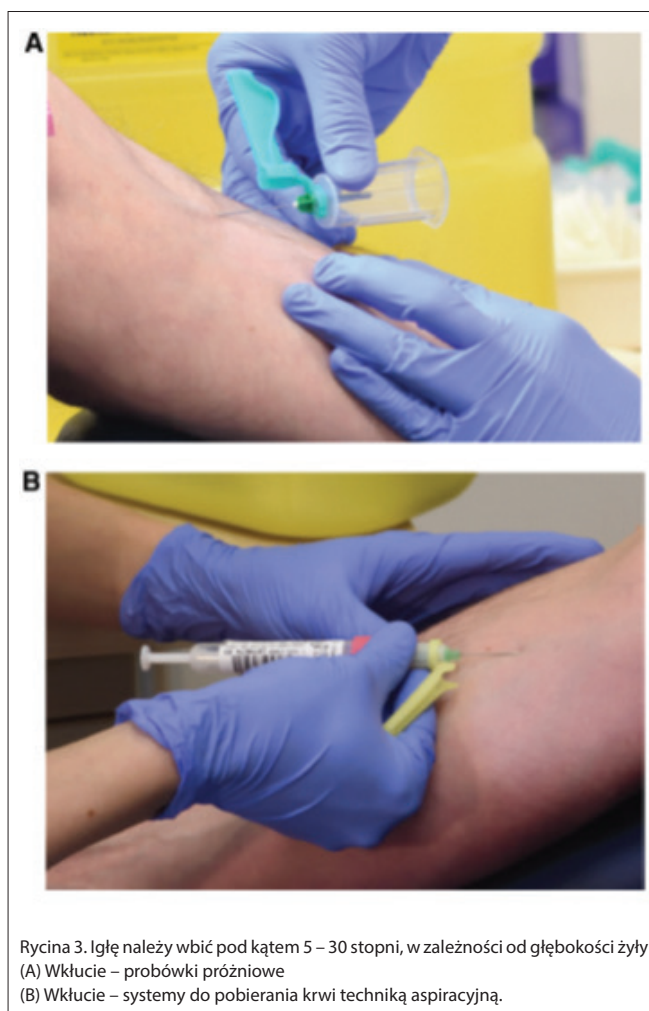 A
B
Rycina 3. Igłę należy wbić pod kątem 5 – 30 stopni, w zależności od głębokości żyły
(A) Wkłucie – probówki próżniowe
(B) Wkłucie – systemy do pobierania krwi techniką aspiracyjną.